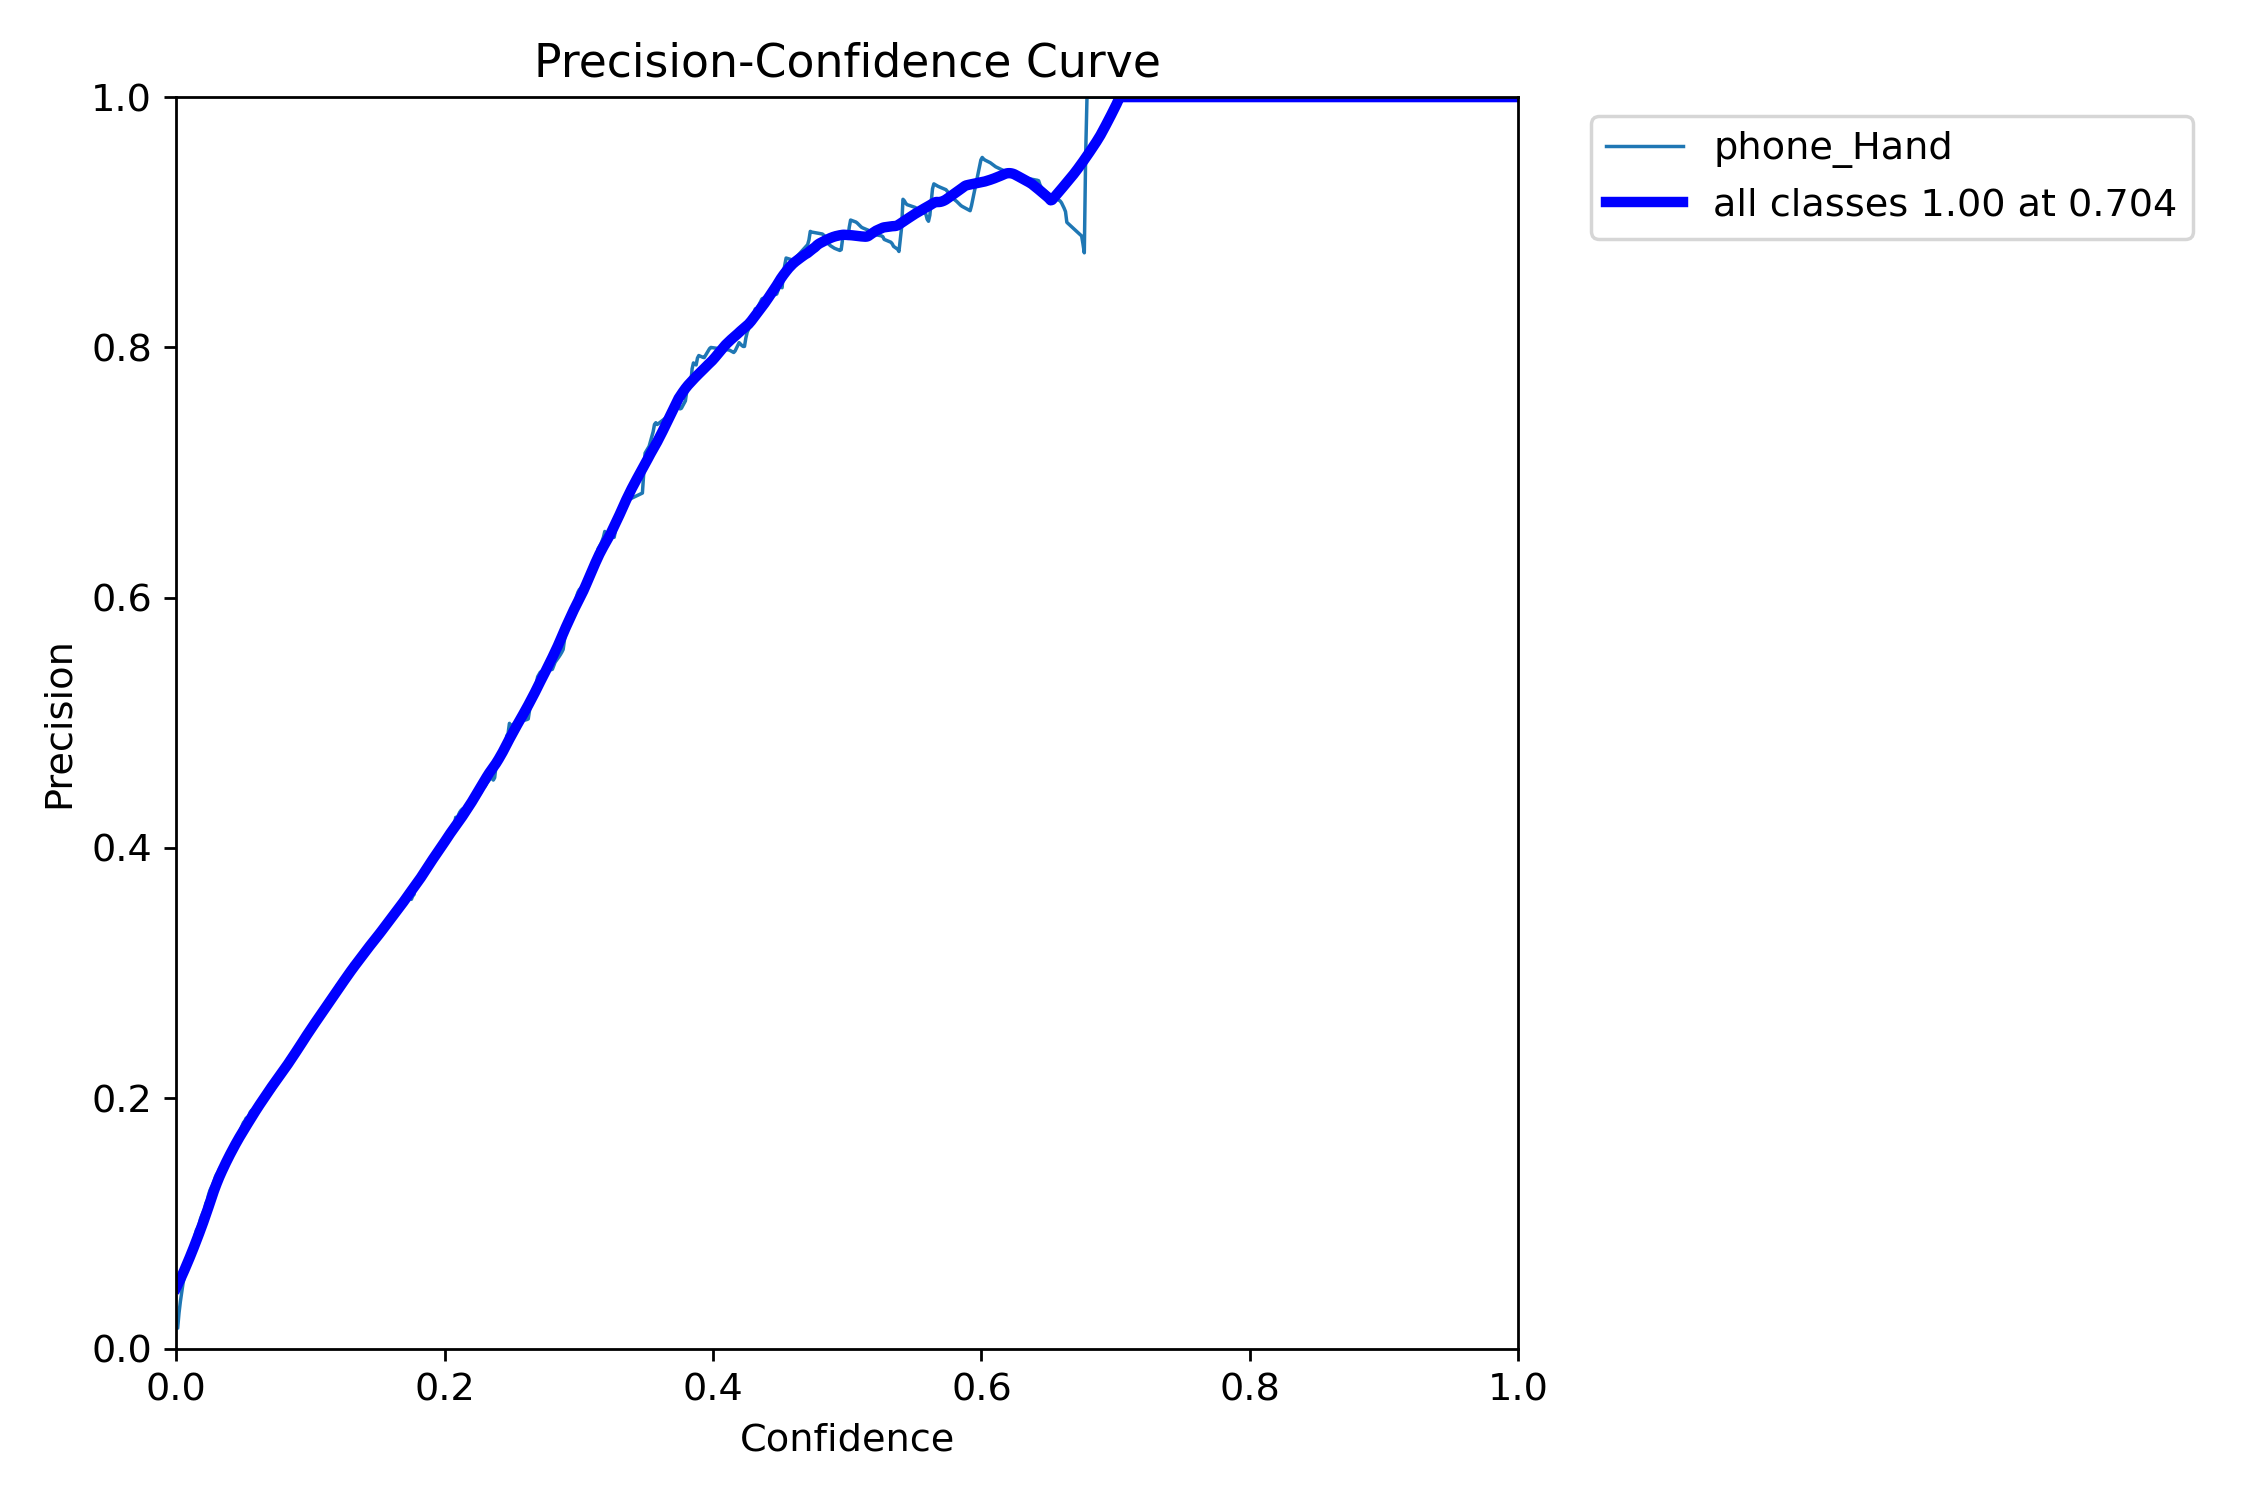 Precision-Confidence Curve
phone_Hand
all classes 1.00 at 0.704
Precision
1.0
0.8
0.6
0.4
0.2
0.0
0.0 0.2 0.4 0.6 0.8 1.0
Confidence